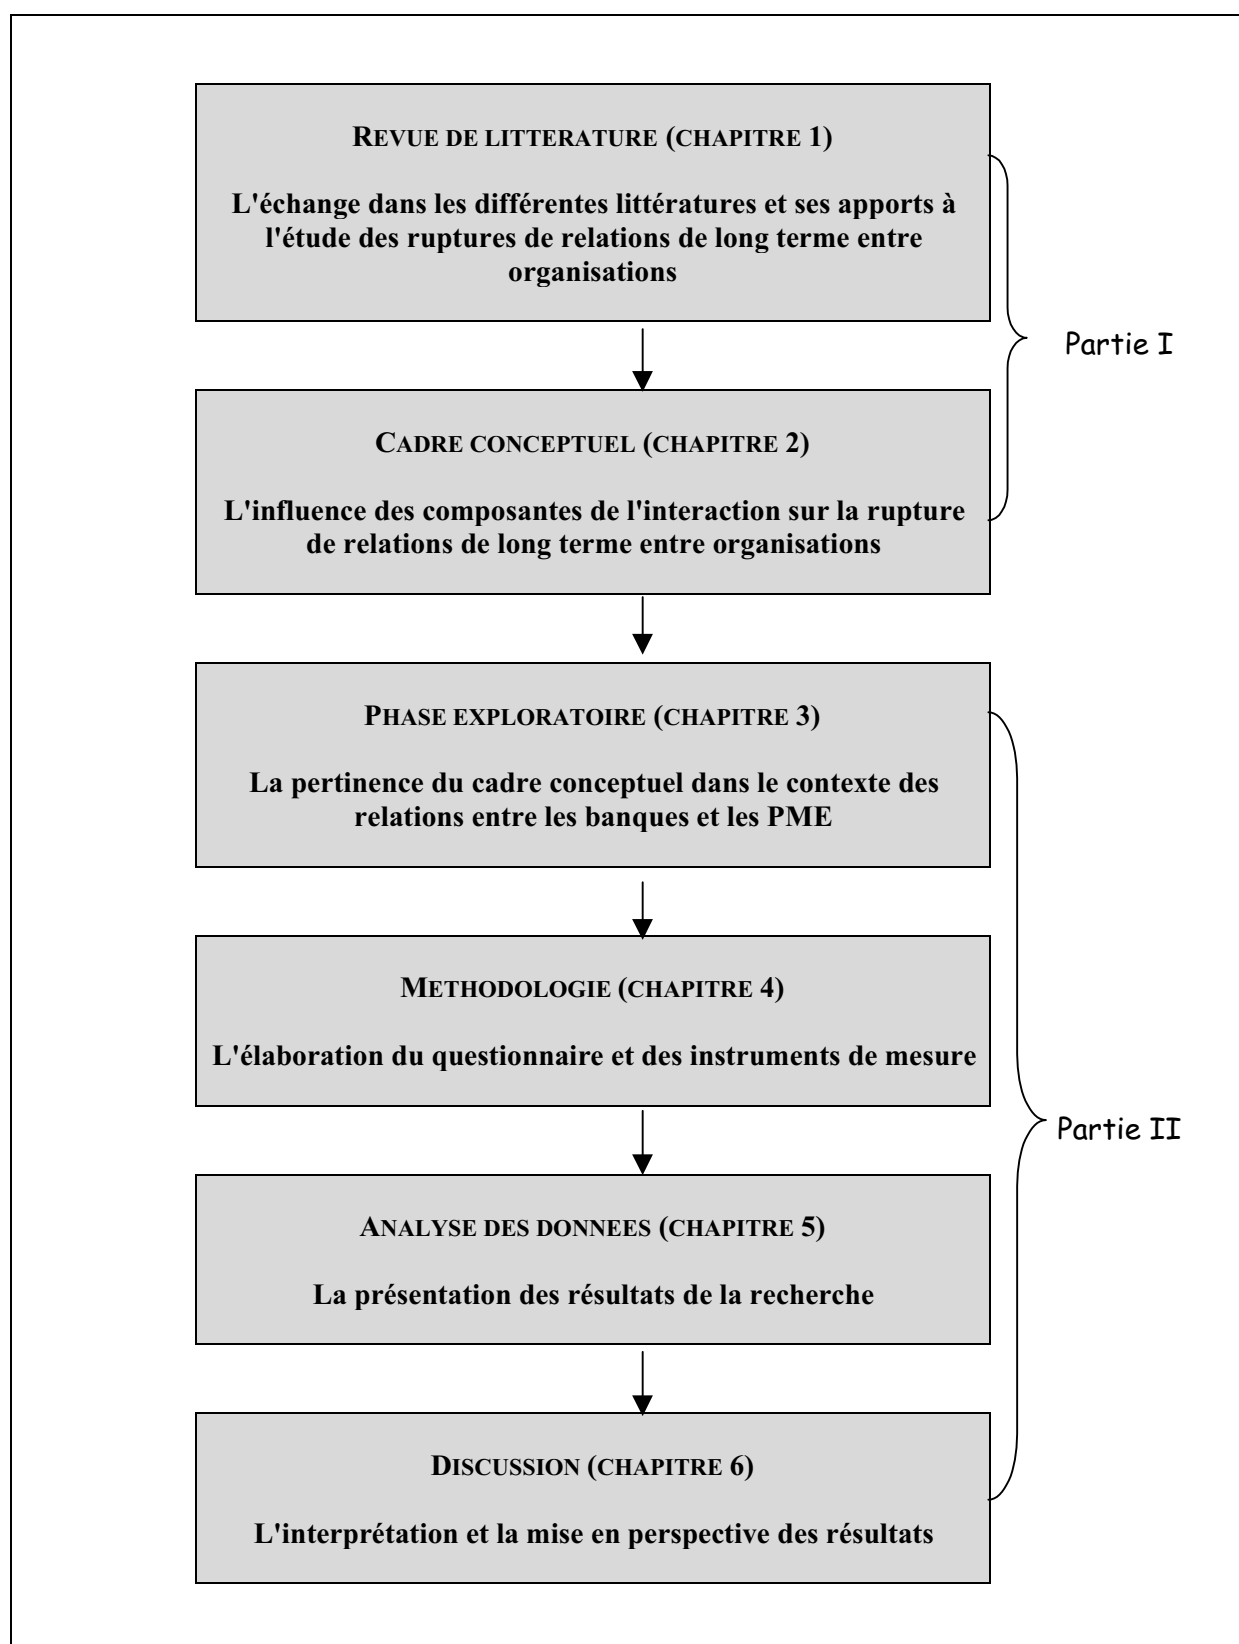 REVUE DE LITTERATURE (CHAPITRE 1)
L'échange dans les différentes littératures et ses apports à
l'étude des ruptures de relations de long terme entre
organisations
Partie I
CADRE CONCEPTUEL (CHAPITRE 2)
L'influence des composantes de l'interaction sur la rupture
de relations de long terme entre organisations
PHASE EXPLORATOIRE (CHAPITRE 3)
La pertinence du cadre conceptuel dans le contexte des
relations entre les banques et les PME
METHODOLOGIE (CHAPITRE 4)
L'élaboration du questionnaire et des instruments de mesure
Partie II
ANALYSE DES DONNEES (CHAPITRE 5)
La présentation des résultats de la recherche
DISCUSSION (CHAPITRE 6)
L'interprétation et la mise en perspective des résultats